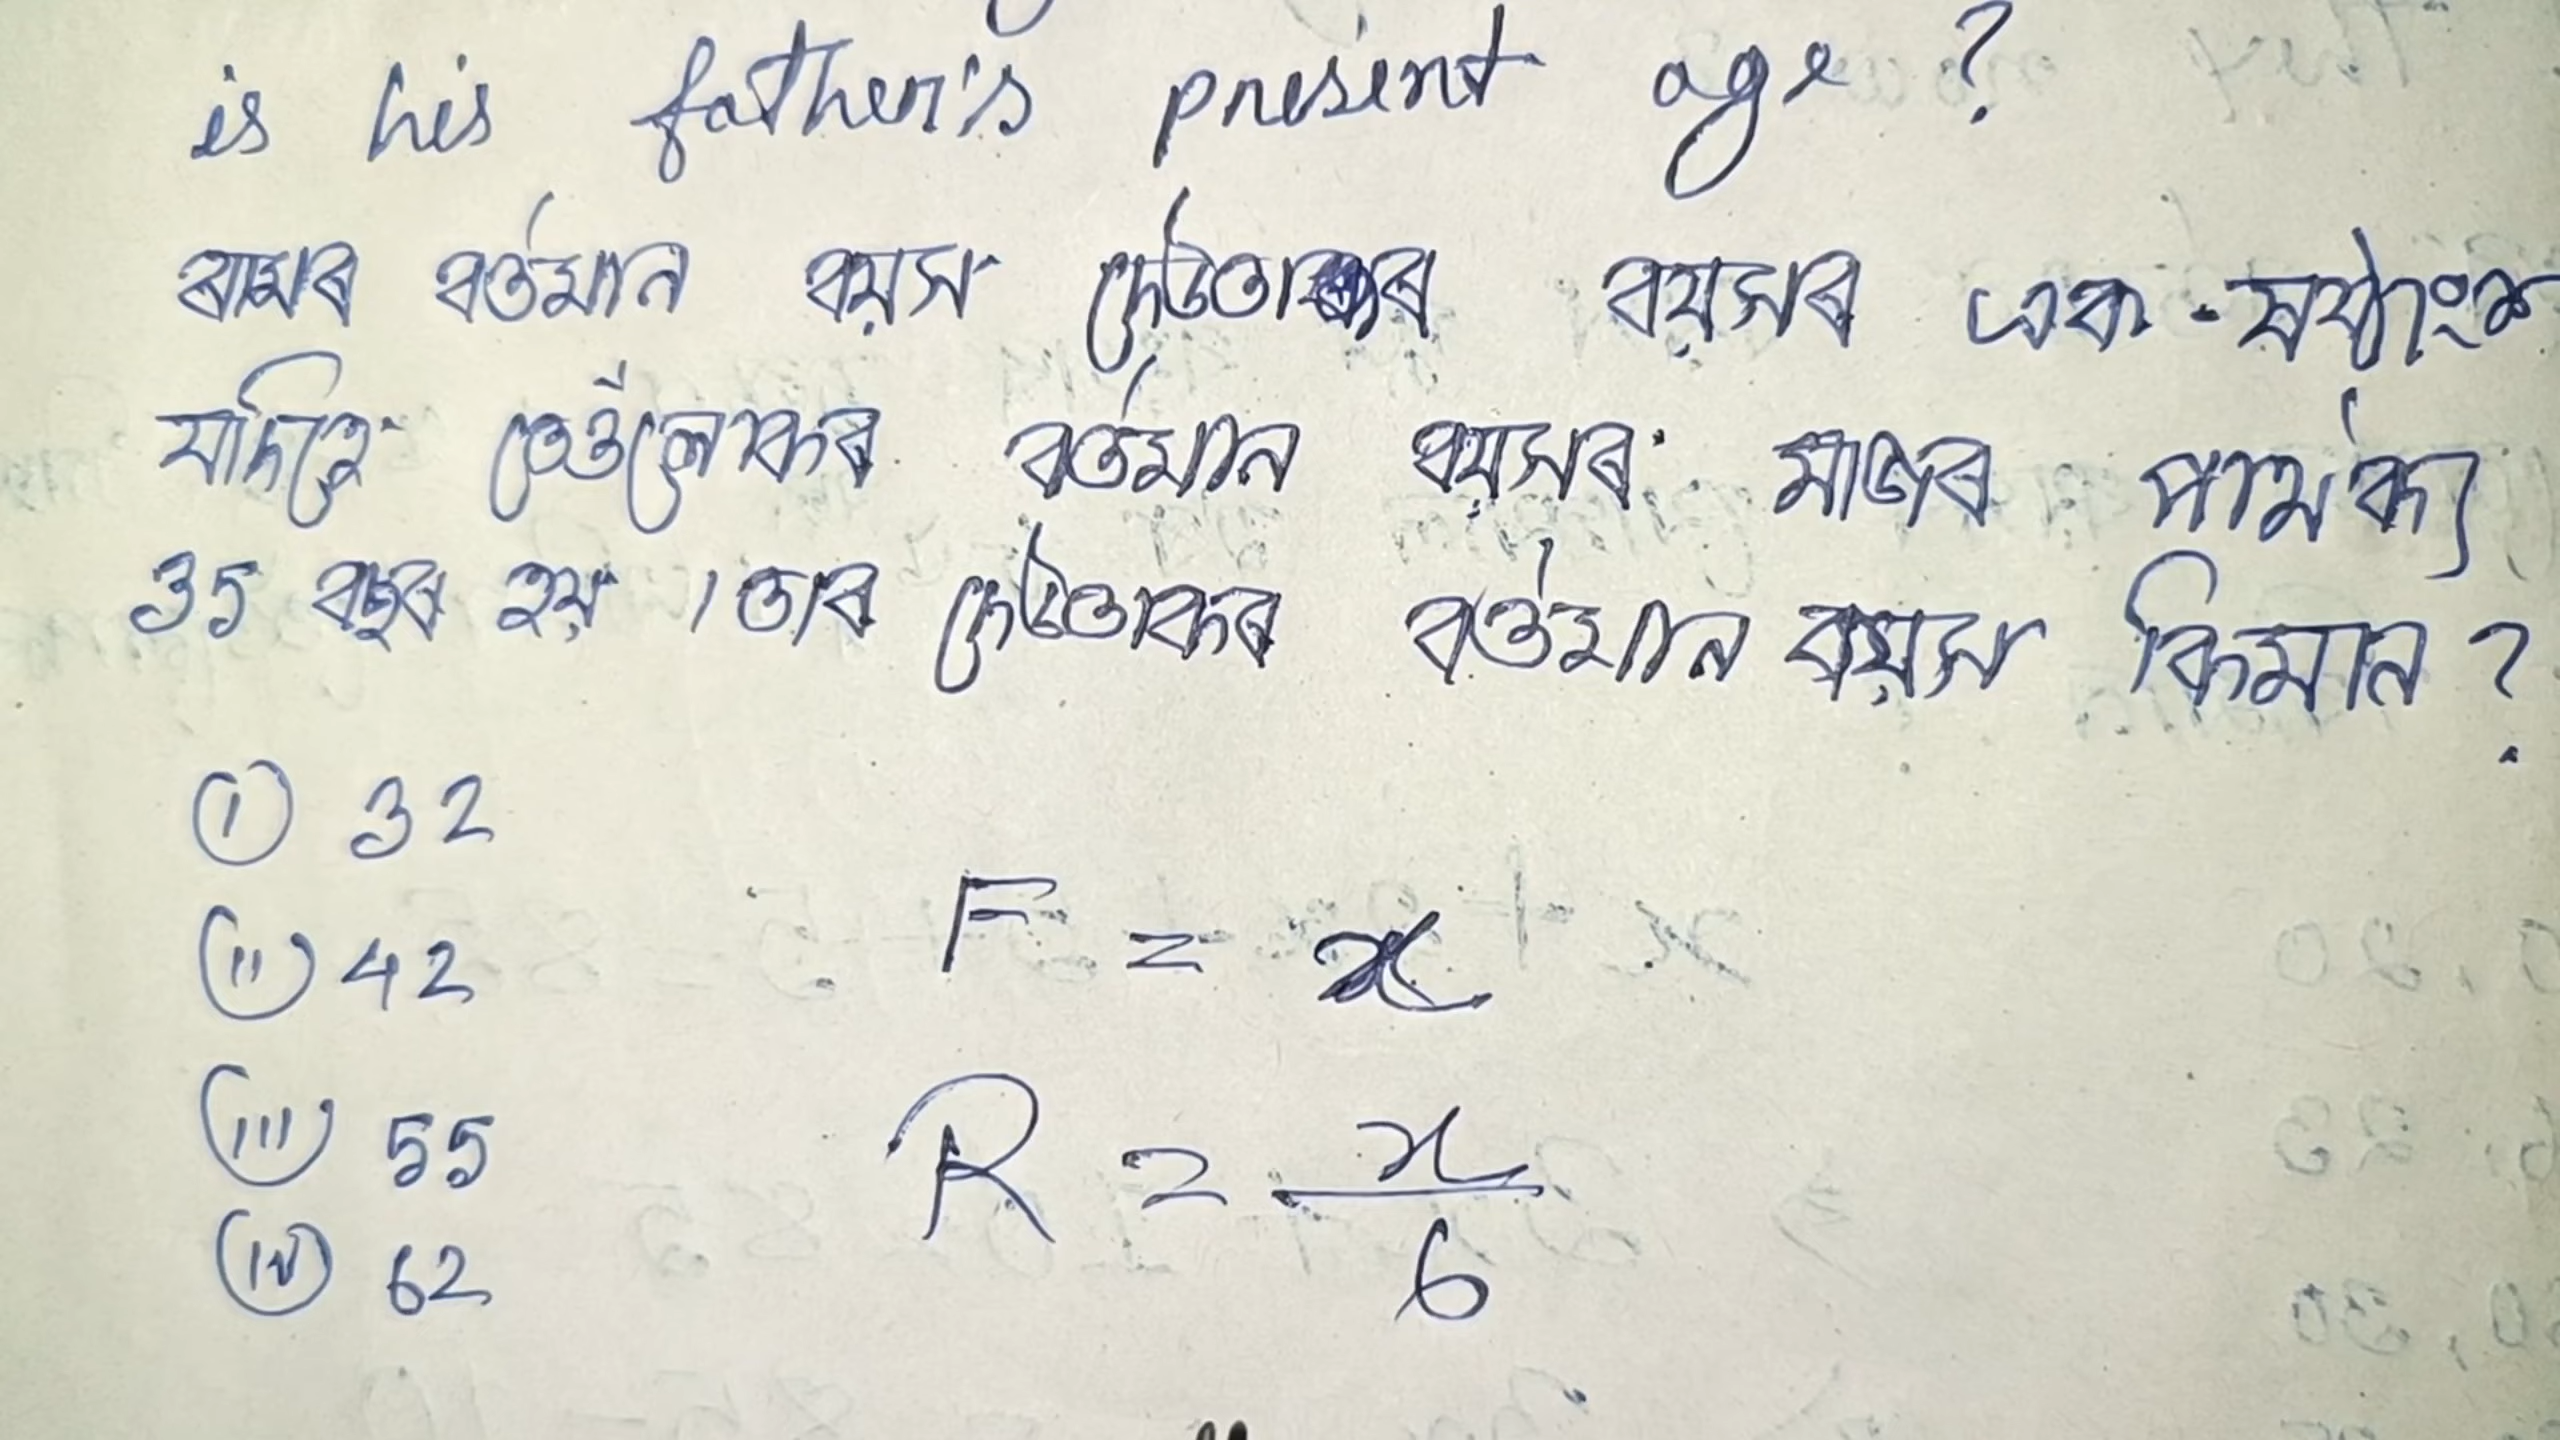 is his father's present age?
ৰামৰ বৰ্তমান বয়স দেউতাকৰ বয়সৰ এক-ষষ্ঠাংশ
যদিহে তেওঁলোকৰ বৰ্তমান বয়সৰ মাজৰ পাৰ্থক্য
35 বছৰ হয় । তাৰ দেউতাকৰ বৰ্তমান বয়স কিমান?
(i) 32
(ii) 42
F = x
(iii) 55
R = x/6
(iv) 62